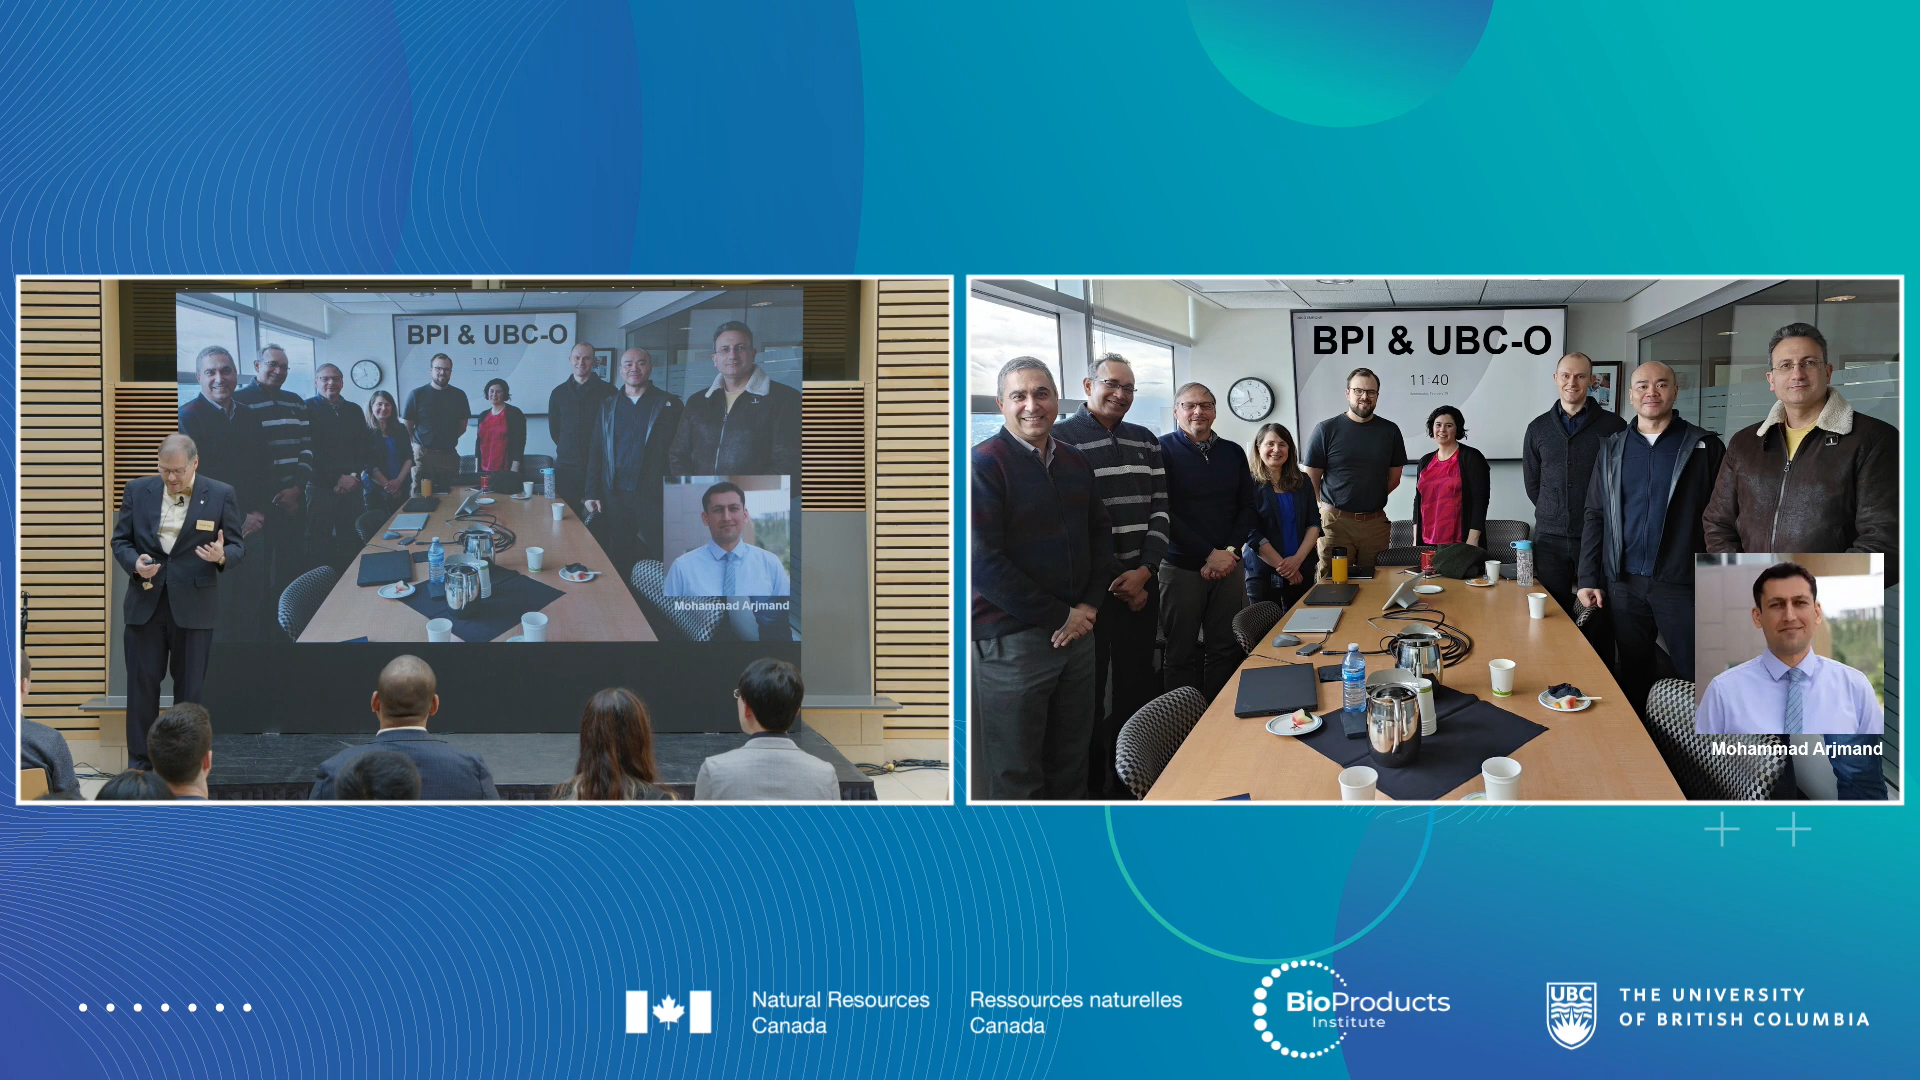 BPI & UBC-O
11:40
Mohammad Arjmand
BPI & UBC-O
11:40
Mohammad Arjmand
Natural Resources
Canada
Ressources naturelles
Canada
BioProducts
Institute
UBC
THE UNIVERSITY
OF BRITISH COLUMBIA